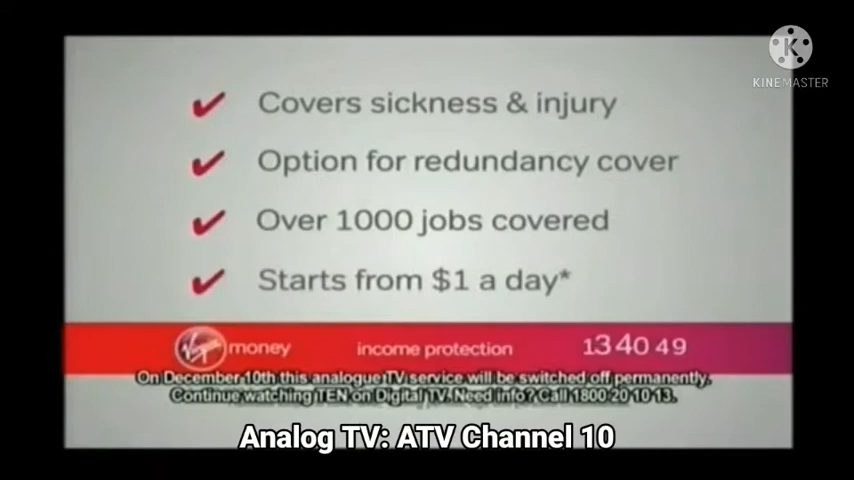 K
KINEMASTER
Covers sickness & injury
Option for redundancy cover
Over 1000 jobs covered
Starts from $1 a day*
Virgin money income protection 13 40 49
On December 10th this analogue TV service will be switched off permanently.
Continue watching TEN on Digital TV. Need info? Call 1800 20 10 13.
Analog TV: ATV Channel 10